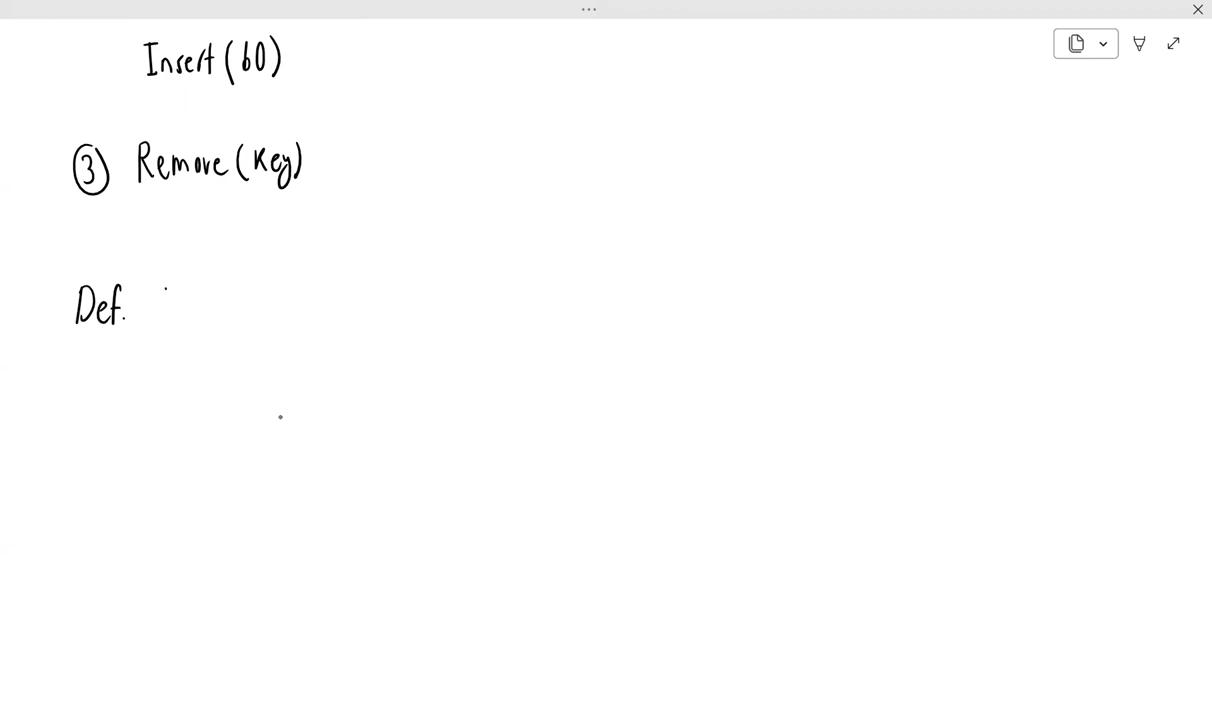 Insert(60)
③ Remove(Key)
Def.